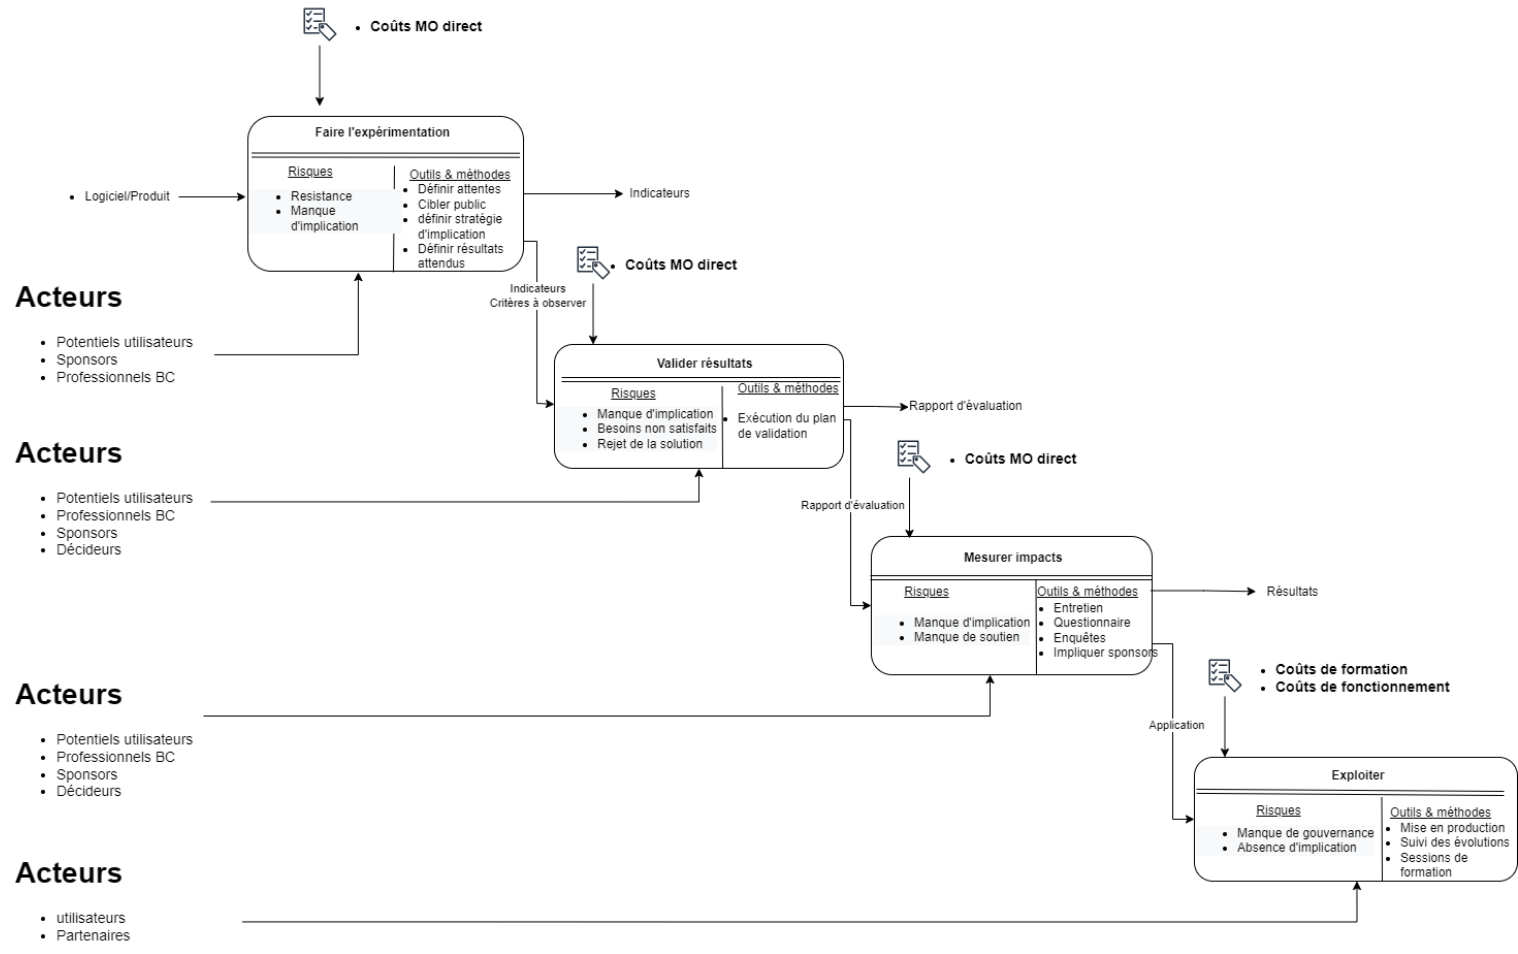 Coûts MO direct
Faire l'expérimentation
Risques
Resistance
Manque
d'implication
Outils & méthodes
Définir attentes
Cibler public
définir stratégie
d'implication
Définir résultats
attendus
Logiciel/Produit
Indicateurs
Acteurs
Potentiels utilisateurs
Sponsors
Professionnels BC
Indicateurs
Critères à observer
Coûts MO direct
Valider résultats
Risques
Manque d'implication
Besoins non satisfaits
Rejet de la solution
Outils & méthodes
Exécution du plan
de validation
Rapport d'évaluation
Acteurs
Potentiels utilisateurs
Professionnels BC
Sponsors
Décideurs
Rapport d'évaluation
Coûts MO direct
Mesurer impacts
Risques
Manque d'implication
Manque de soutien
Outils & méthodes
Entretien
Questionnaire
Enquêtes
Impliquer sponsors
Résultats
Acteurs
Potentiels utilisateurs
Professionnels BC
Sponsors
Décideurs
Application
Coûts de formation
Coûts de fonctionnement
Exploiter
Risques
Manque de gouvernance
Absence d'implication
Outils & méthodes
Mise en production
Suivi des évolutions
Sessions de
formation
Acteurs
utilisateurs
Partenaires